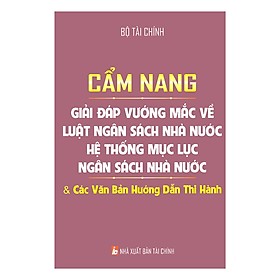 BỘ TÀI CHÍNH
CẨM NANG
GIẢI ĐÁP VƯỚNG MẮC VỀ
LUẬT NGÂN SÁCH NHÀ NƯỚC
HỆ THỐNG MỤC LỤC
NGÂN SÁCH NHÀ NƯỚC
& Các Văn Bản Hướng Dẫn Thi Hành
NHÀ XUẤT BẢN TÀI CHÍNH